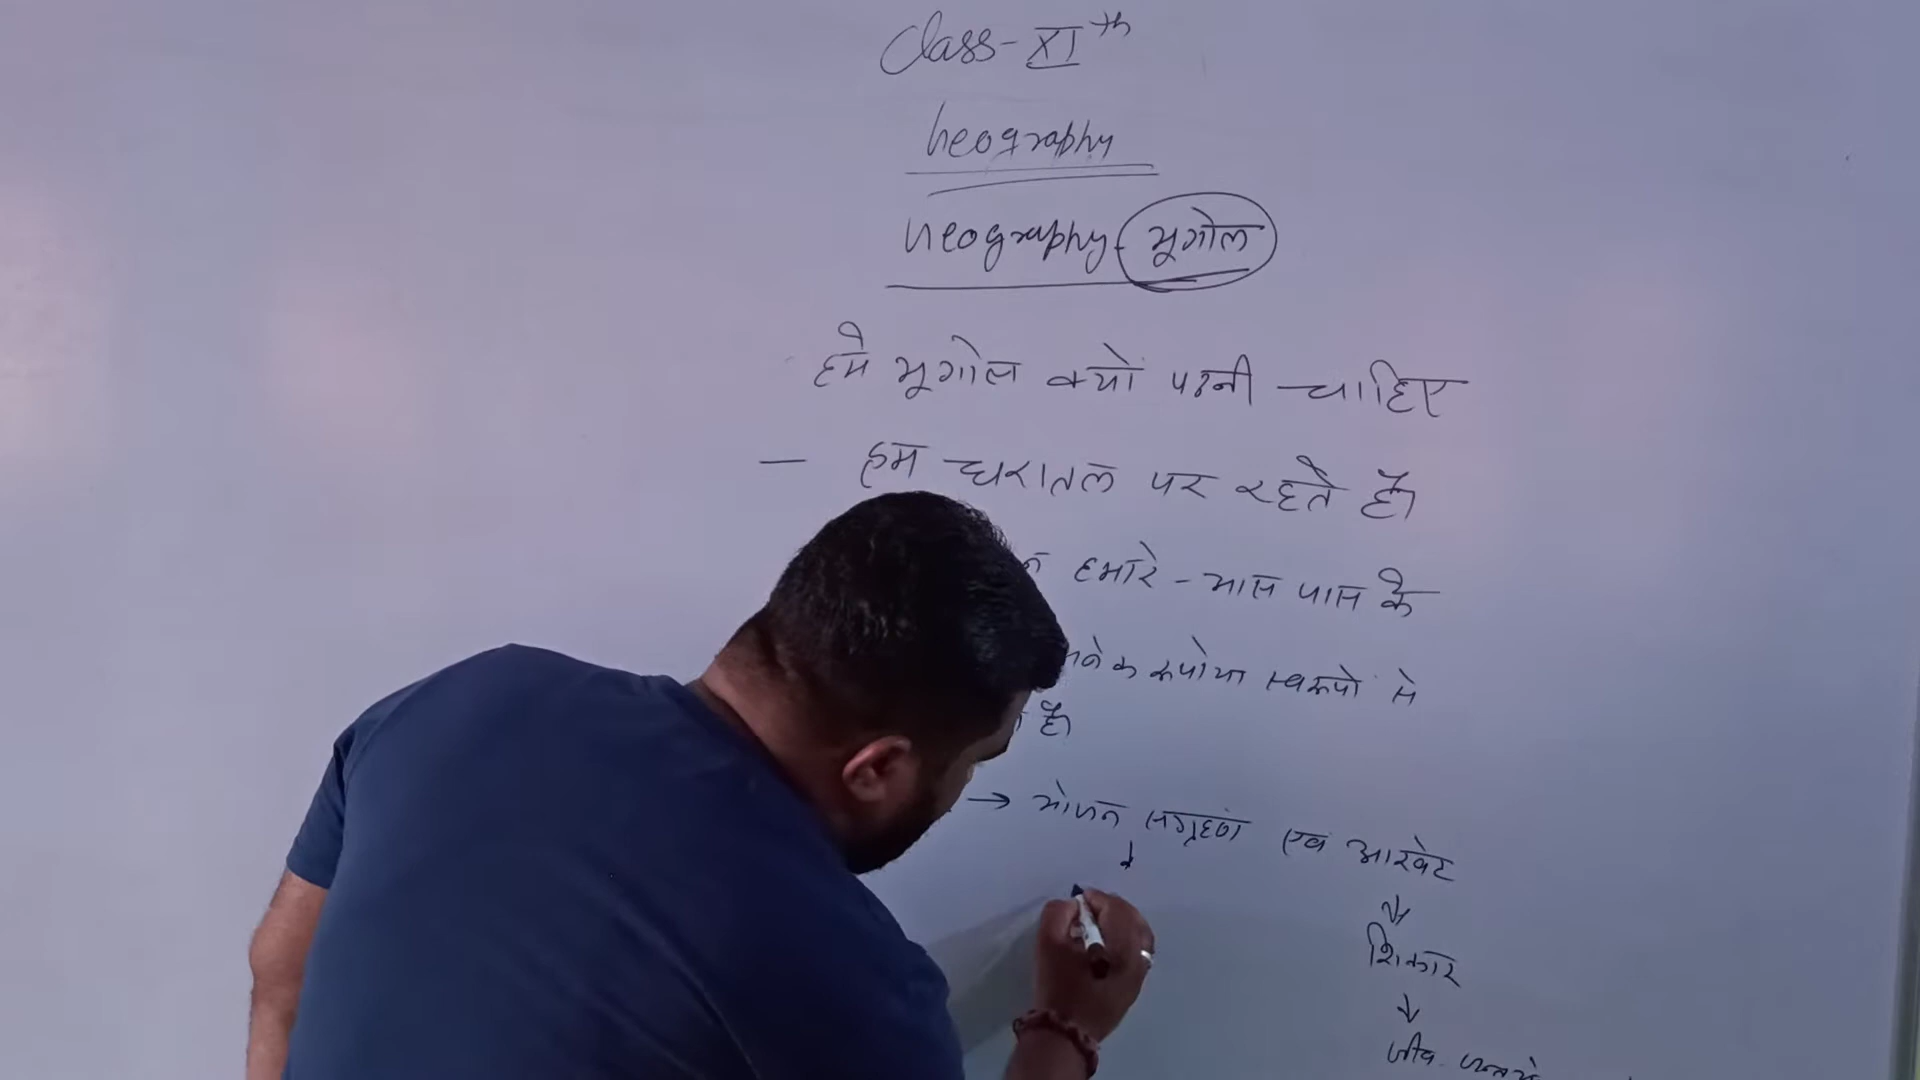 Class-XIth
Geography
Geography- भूगोल
हमे भूगोल क्यो पढनी चाहिए
— हम धरातल पर रहते है।
हमारे - आस पास के
रूपो या स्वरूपो से
है।
→ भोजन संग्रहण एव आखेट
↓
↓
शिकार
↓
जीव